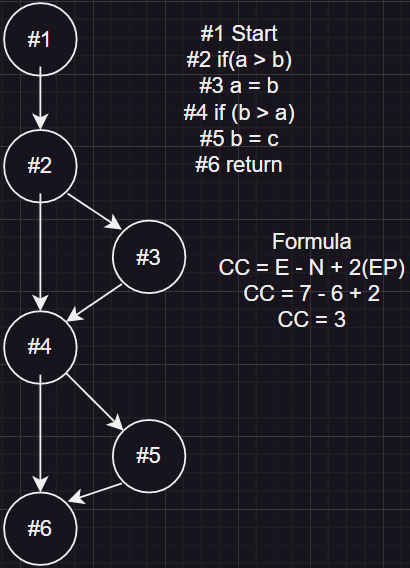 #1
#1 Start
#2 if(a > b)
#3 a = b
#4 if (b > a)
#5 b = c
#6 return
#2
#3
Formula
CC = E - N + 2(EP)
CC = 7 - 6 + 2
CC = 3
#4
#5
#6